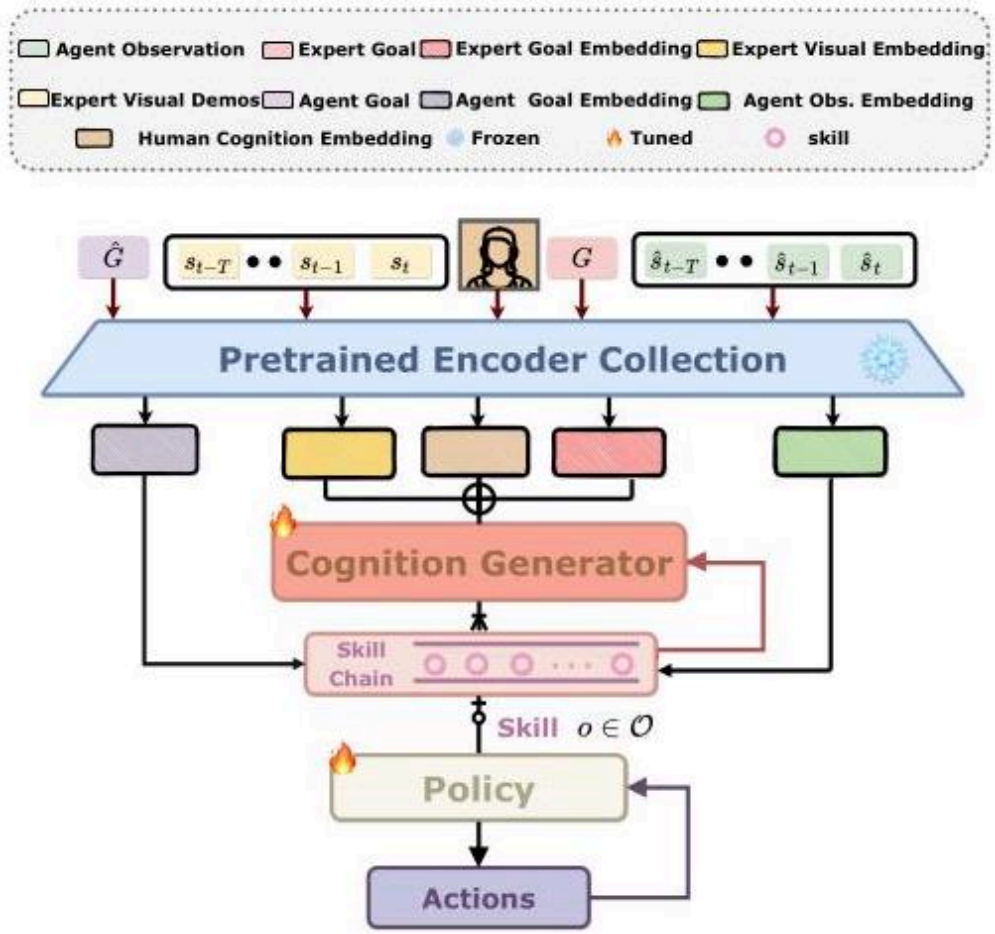 Agent Observation Expert Goal Expert Goal Embedding Expert Visual Embedding
Expert Visual Demos Agent Goal Agent Goal Embedding Agent Obs. Embedding
Human Cognition Embedding Frozen Tuned skill
Ĝ s_{t−T} •• s_{t−1} s_t G ŝ_{t−T} •• ŝ_{t−1} ŝ_t
Pretrained Encoder Collection
Cognition Generator
Skill
Chain
Skill o ∈ 𝒪
Policy
Actions